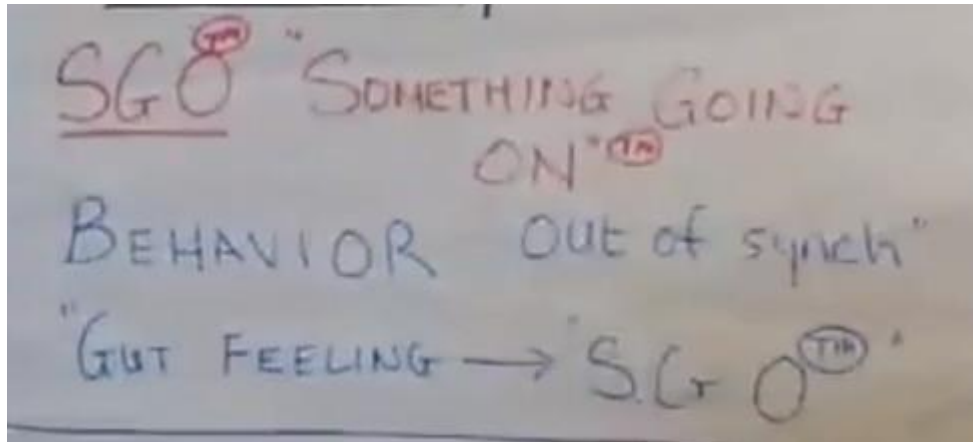 SGO TM "SOMETHING GOING
ON" TM
BEHAVIOR out of synch"
"GUT FEELING → "S.G O TM "